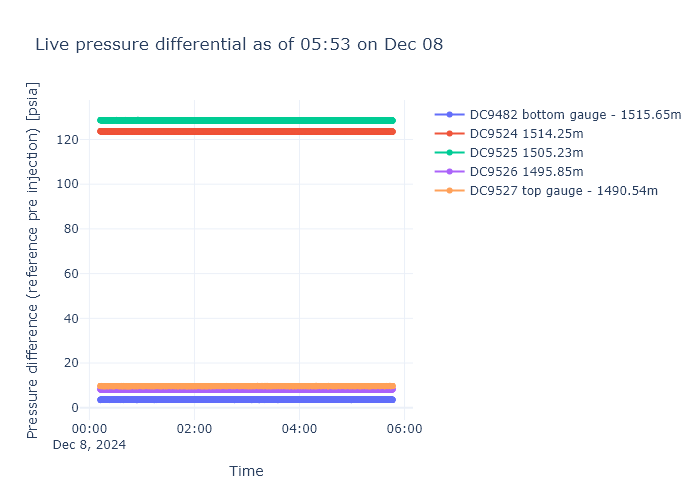 Live pressure differential as of 05:53 on Dec 08
Pressure difference (reference pre injection) [psia]
120
100
80
60
40
20
0
00:00
Dec 8, 2024
02:00
04:00
06:00
Time
DC9482 bottom gauge - 1515.65m
DC9524 1514.25m
DC9525 1505.23m
DC9526 1495.85m
DC9527 top gauge - 1490.54m